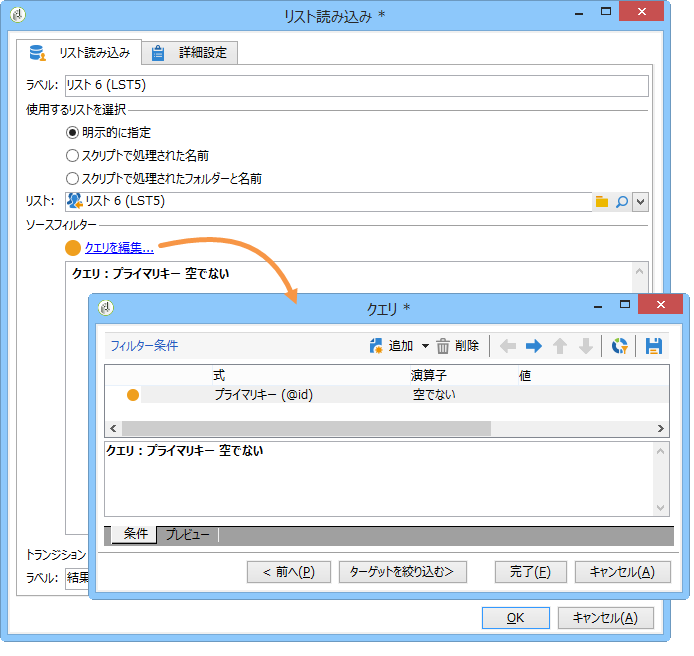 リスト読み込み *
リスト読み込み 詳細設定
ラベル: リスト 6 (LST5)
使用するリストを選択
明示的に指定
スクリプトで処理された名前
スクリプトで処理されたフォルダーと名前
リスト: リスト 6 (LST5)
ソースフィルター
クエリを編集...
クエリ：プライマリキー 空でない
クエリ *
フィルター条件 追加 削除
式 演算子 値
プライマリキー (@id) 空でない
クエリ：プライマリキー 空でない
条件 プレビュー
トランジション
ラベル: 結果
< 前へ(P) ターゲットを絞り込む> 完了(F) キャンセル(A)
OK キャンセル(A)